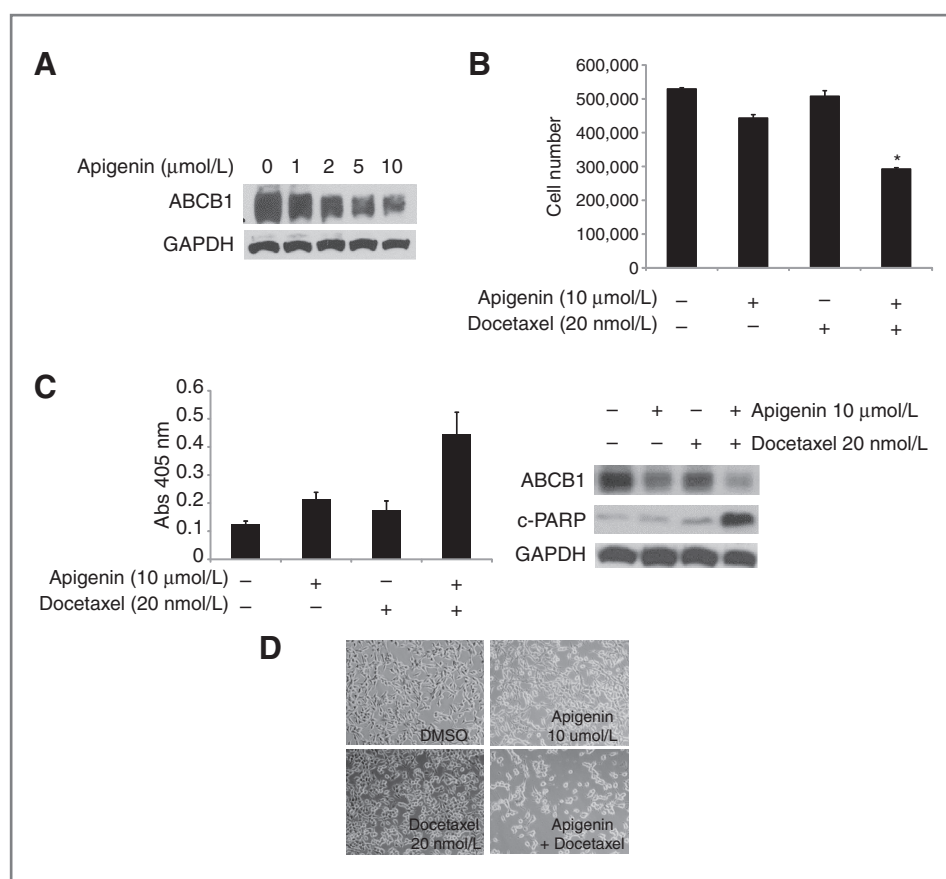 A
Apigenin (μmol/L) 0 1 2 5 10
ABCB1
GAPDH
B
600,000
500,000
400,000
300,000
200,000
100,000
0
Cell number
*
Apigenin (10 μmol/L) − + − +
Docetaxel (20 nmol/L) − − + +
C
0.6
0.5
0.4
0.3
0.2
0.1
0
Abs 405 nm
Apigenin (10 μmol/L) − + − +
Docetaxel (20 nmol/L) − − + +
− + − + Apigenin 10 μmol/L
− − + + Docetaxel 20 nmol/L
ABCB1
c-PARP
GAPDH
D
DMSO
Apigenin
10 umol/L
Docetaxel
20 nmol/L
Apigenin
+ Docetaxel